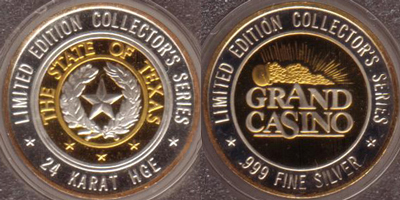 LIMITED EDITION COLLECTOR'S SERIES
THE STATE OF TEXAS
24 KARAT HGE
LIMITED EDITION COLLECTOR'S SERIES
GRAND
CASINO
.999 FINE SILVER